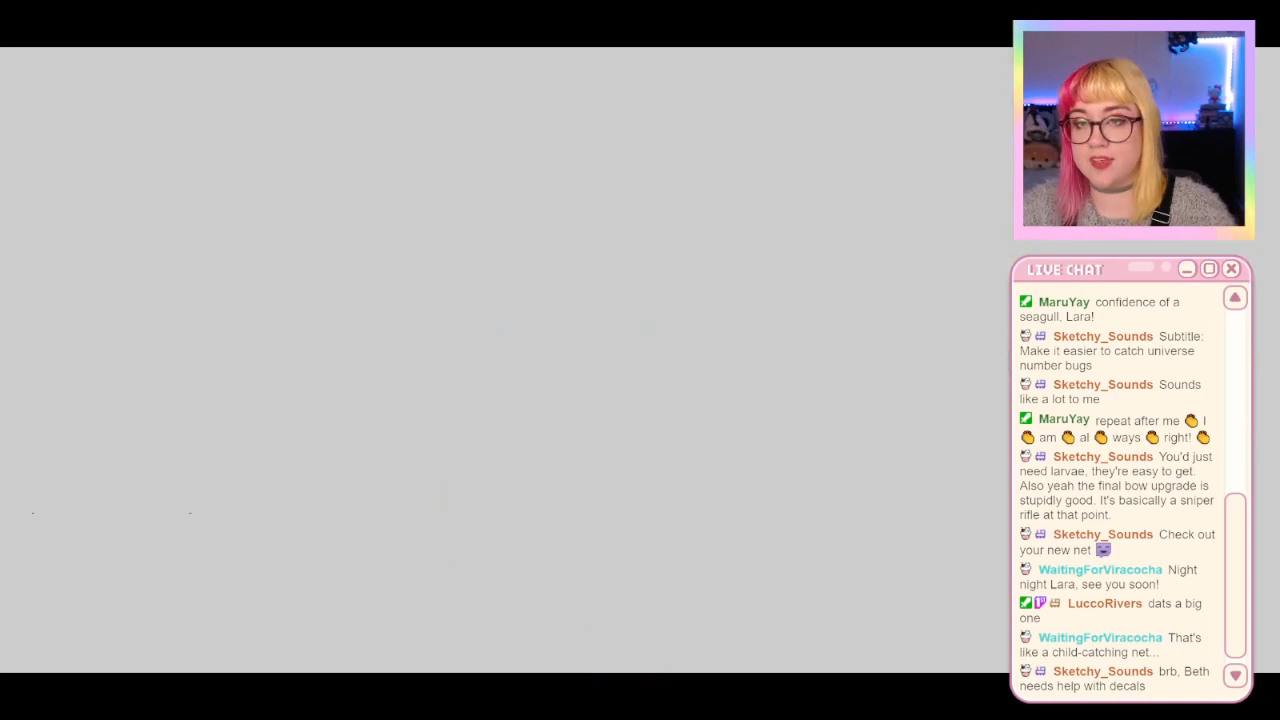 LIVE CHAT
MaruYay confidence of a
seagull, Lara!
Sketchy_Sounds Subtitle:
Make it easier to catch universe
number bugs
Sketchy_Sounds Sounds
like a lot to me
MaruYay repeat after me 👏 I
👏 am 👏 al 👏 ways 👏 right! 👏
Sketchy_Sounds You'd just
need larvae, they're easy to get.
Also yeah the final bow upgrade is
stupidly good. It's basically a sniper
rifle at that point.
Sketchy_Sounds Check out
your new net
WaitingForViracocha Night
night Lara, see you soon!
LuccoRivers dats a big
one
WaitingForViracocha That's
like a child-catching net...
Sketchy_Sounds brb, Beth
needs help with decals